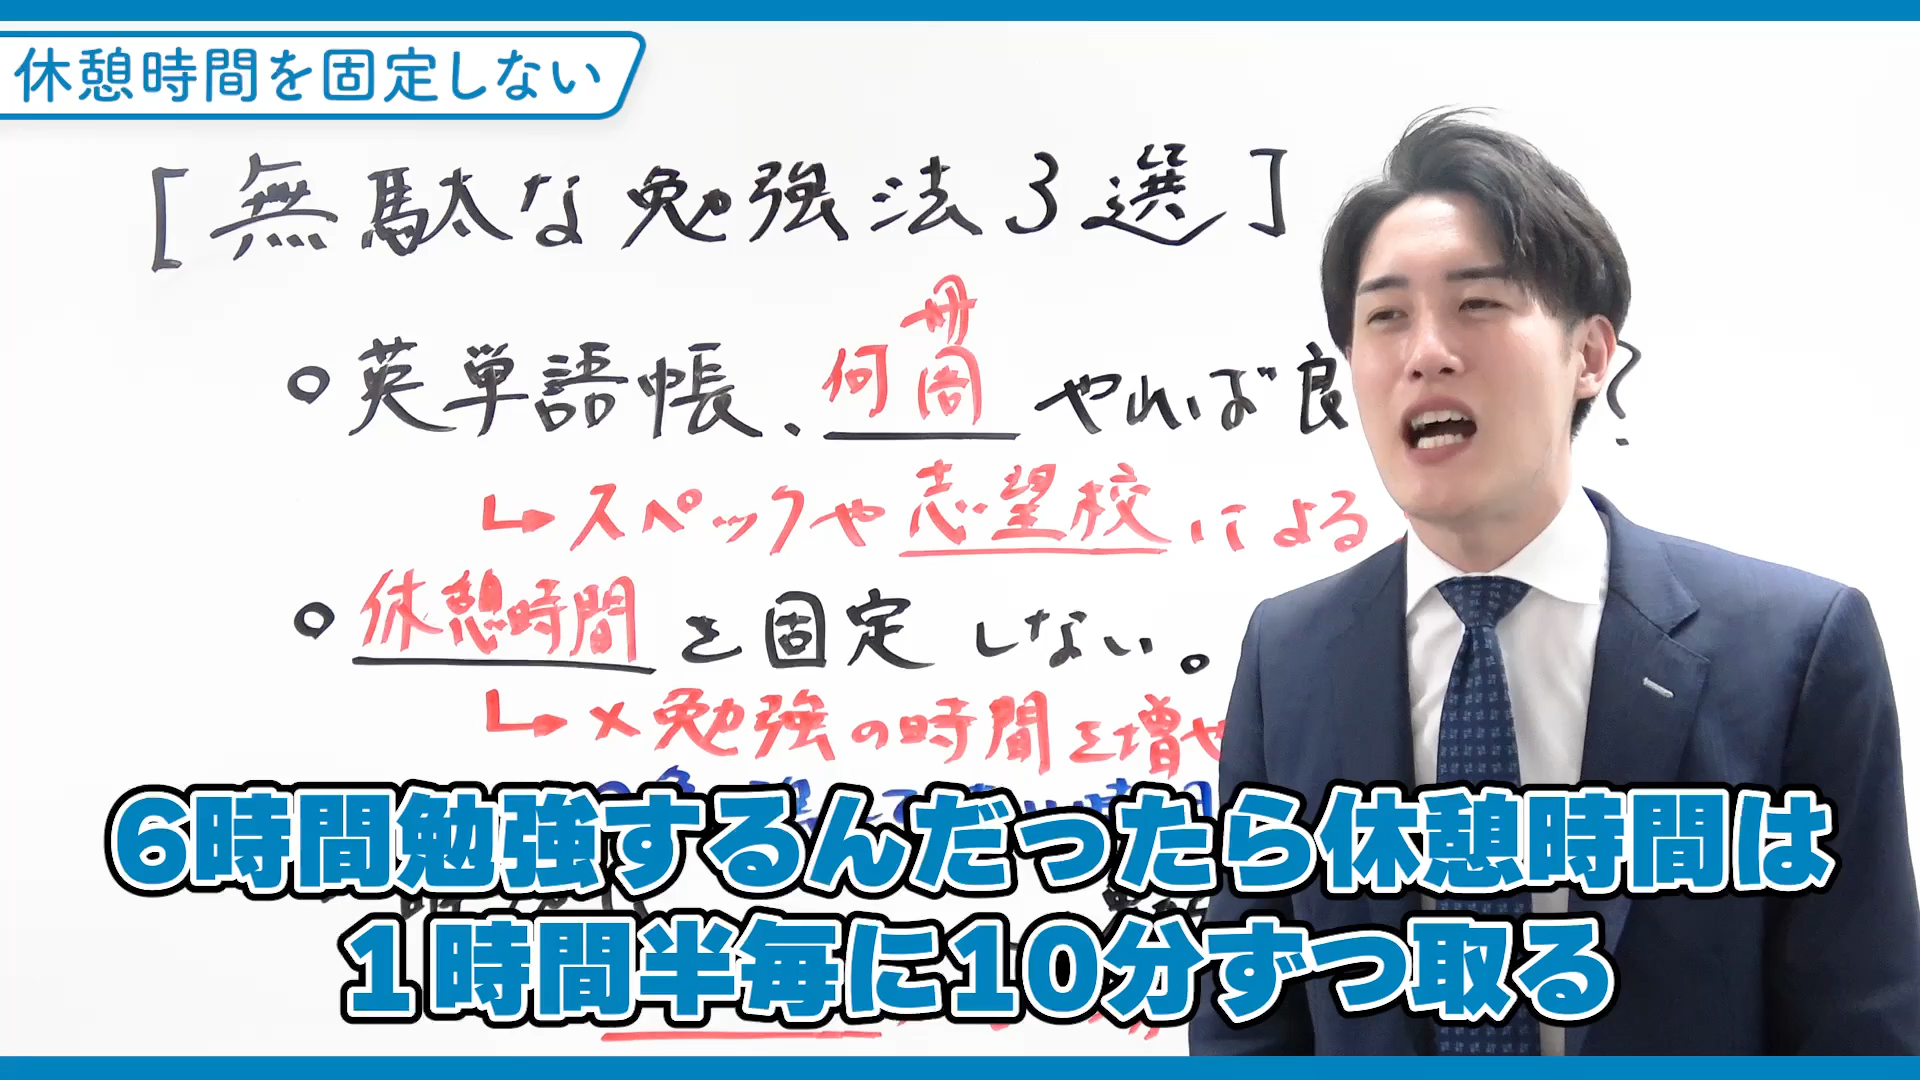 休憩時間を固定しない
[無駄な勉強法3選]
冊
○英単語帳、何周やれば良 ?
↳スペックや志望校による
○休憩時間を固定しない。
↳×勉強の時間を増や
6時間勉強するんだったら休憩時間は
1時間半毎に10分ずつ取る